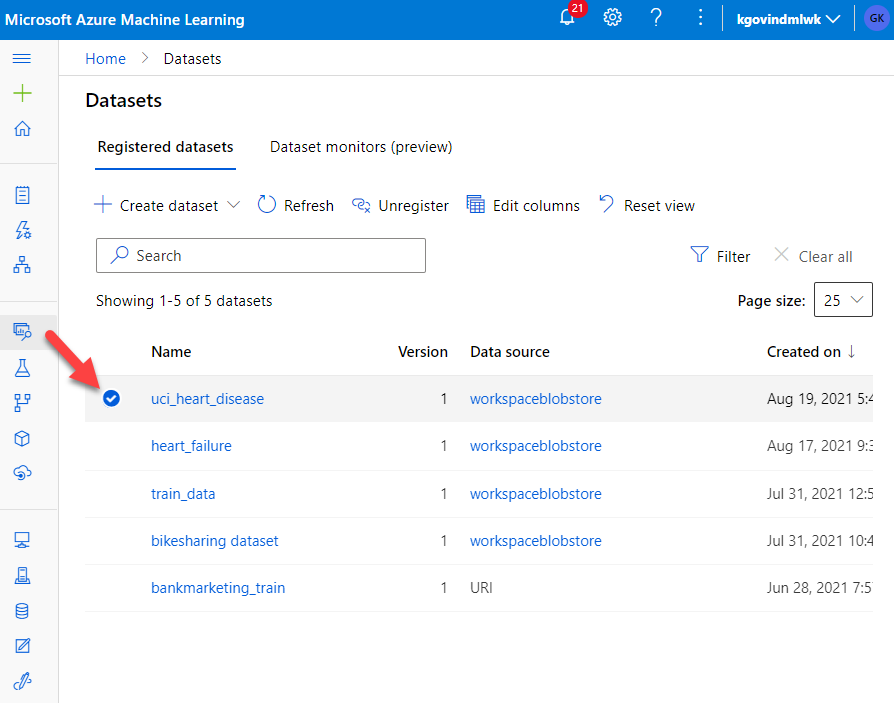 Microsoft Azure Machine Learning
21
kgovindmlwk
GK
Home > Datasets
Datasets
Registered datasets Dataset monitors (preview)
Create dataset Refresh Unregister Edit columns Reset view
Search
Filter Clear all
Showing 1-5 of 5 datasets Page size: 25
Name Version Data source Created on ↓
uci_heart_disease 1 workspaceblobstore Aug 19, 2021 5:4
heart_failure 1 workspaceblobstore Aug 17, 2021 9:3
train_data 1 workspaceblobstore Jul 31, 2021 12:5
bikesharing dataset 1 workspaceblobstore Jul 31, 2021 10:4
bankmarketing_train 1 URI Jun 28, 2021 7:5